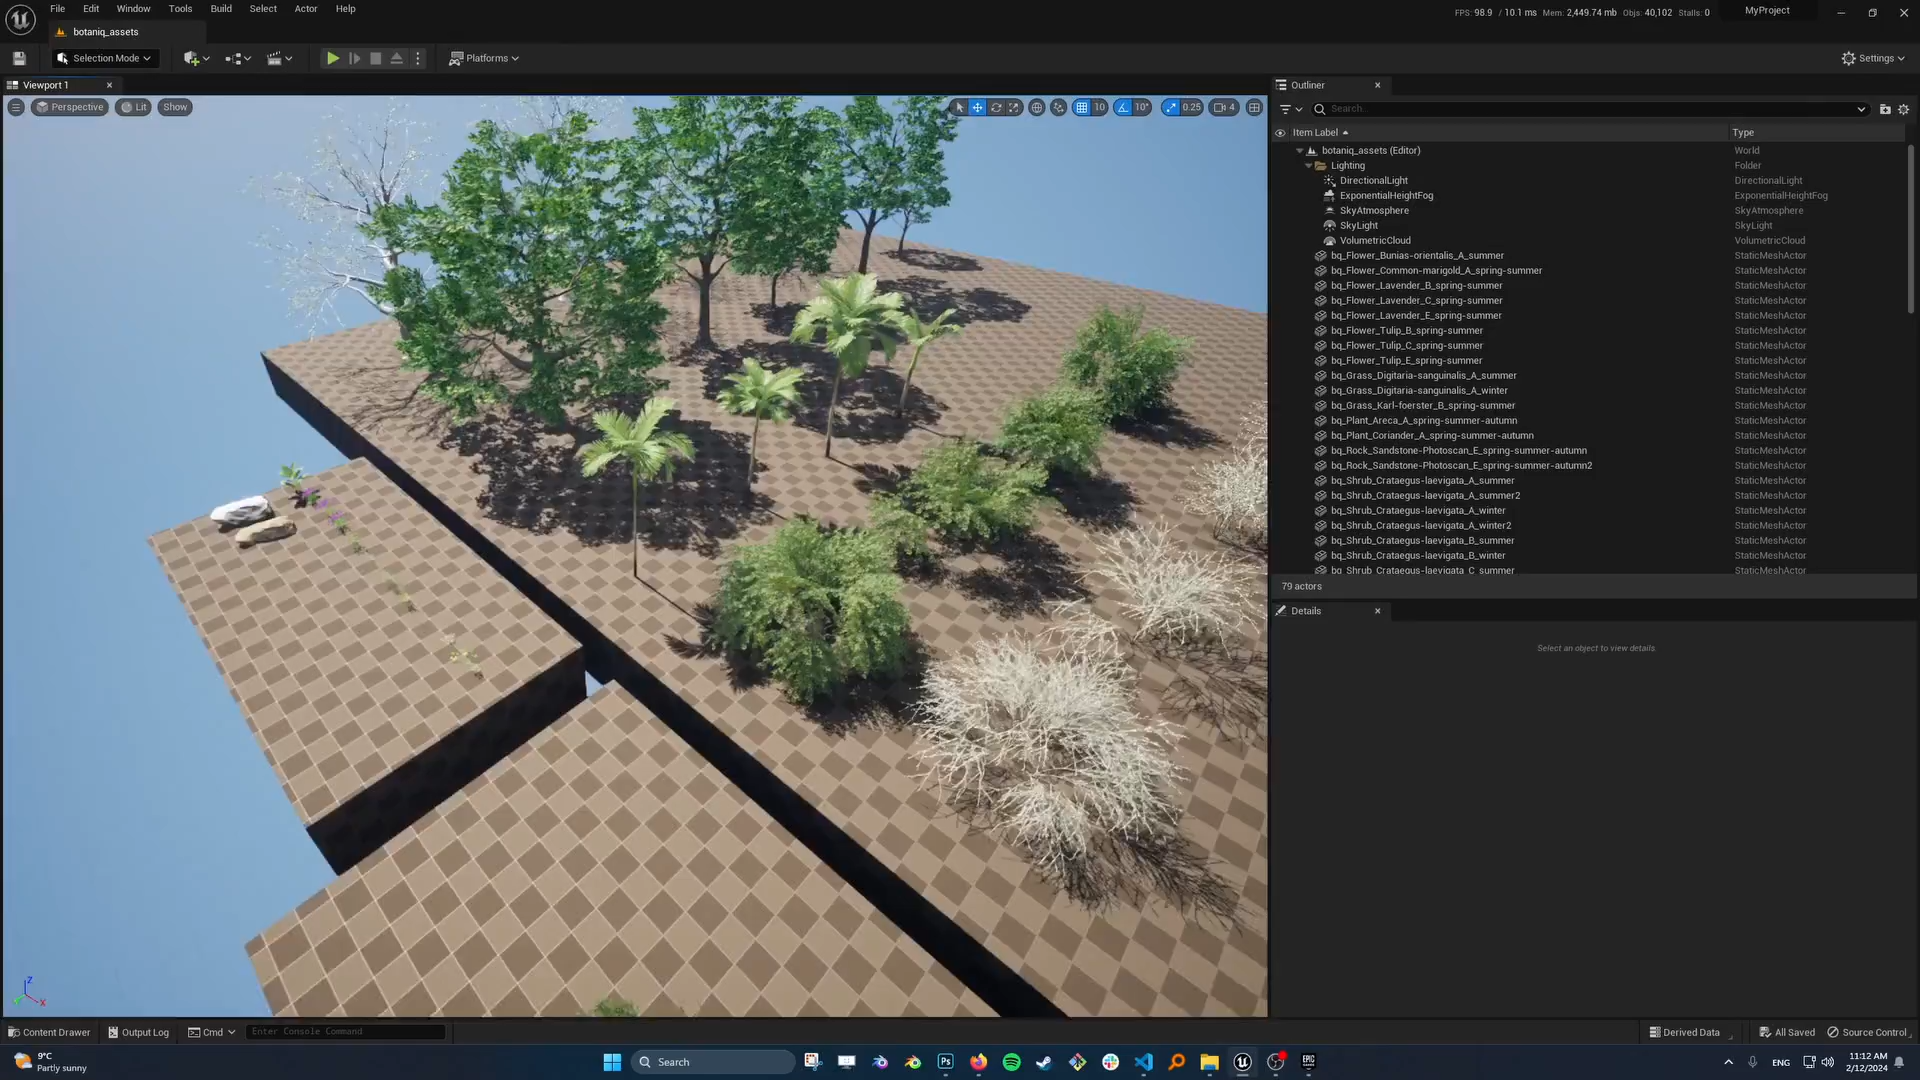 File Edit Window Tools Build Select Actor Help
FPS: 98.9 / 10.1 ms Mem: 2,449.74 mb Objs: 40,102 Stalls: 0
MyProject
botaniq_assets
Selection Mode
Platforms
Settings
Viewport 1
Perspective
Lit
Show
10
10°
0.25
4
Outliner
Search...
Item Label
Type
botaniq_assets (Editor) World
Lighting Folder
DirectionalLight DirectionalLight
ExponentialHeightFog ExponentialHeightFog
SkyAtmosphere SkyAtmosphere
SkyLight SkyLight
VolumetricCloud VolumetricCloud
bq_Flower_Bunias-orientalis_A_summer StaticMeshActor
bq_Flower_Common-marigold_A_spring-summer StaticMeshActor
bq_Flower_Lavender_B_spring-summer StaticMeshActor
bq_Flower_Lavender_C_spring-summer StaticMeshActor
bq_Flower_Lavender_E_spring-summer StaticMeshActor
bq_Flower_Tulip_B_spring-summer StaticMeshActor
bq_Flower_Tulip_C_spring-summer StaticMeshActor
bq_Flower_Tulip_E_spring-summer StaticMeshActor
bq_Grass_Digitaria-sanguinalis_A_summer StaticMeshActor
bq_Grass_Digitaria-sanguinalis_A_winter StaticMeshActor
bq_Grass_Karl-foerster_B_spring-summer StaticMeshActor
bq_Plant_Areca_A_spring-summer-autumn StaticMeshActor
bq_Plant_Coriander_A_spring-summer-autumn StaticMeshActor
bq_Rock_Sandstone-Photoscan_E_spring-summer-autumn StaticMeshActor
bq_Rock_Sandstone-Photoscan_E_spring-summer-autumn2 StaticMeshActor
bq_Shrub_Crataegus-laevigata_A_summer StaticMeshActor
bq_Shrub_Crataegus-laevigata_A_summer2 StaticMeshActor
bq_Shrub_Crataegus-laevigata_A_winter StaticMeshActor
bq_Shrub_Crataegus-laevigata_A_winter2 StaticMeshActor
bq_Shrub_Crataegus-laevigata_B_summer StaticMeshActor
bq_Shrub_Crataegus-laevigata_B_winter StaticMeshActor
bq_Shrub_Crataegus-laevigata_C_summer StaticMeshActor
79 actors
Details
Select an object to view details.
Z
X
Content Drawer
Output Log
Cmd
Enter Console Command
Derived Data
All Saved
Source Control
9°C
Partly sunny
Search
Ps
EPIC
ENG
11:12 AM
2/12/2024